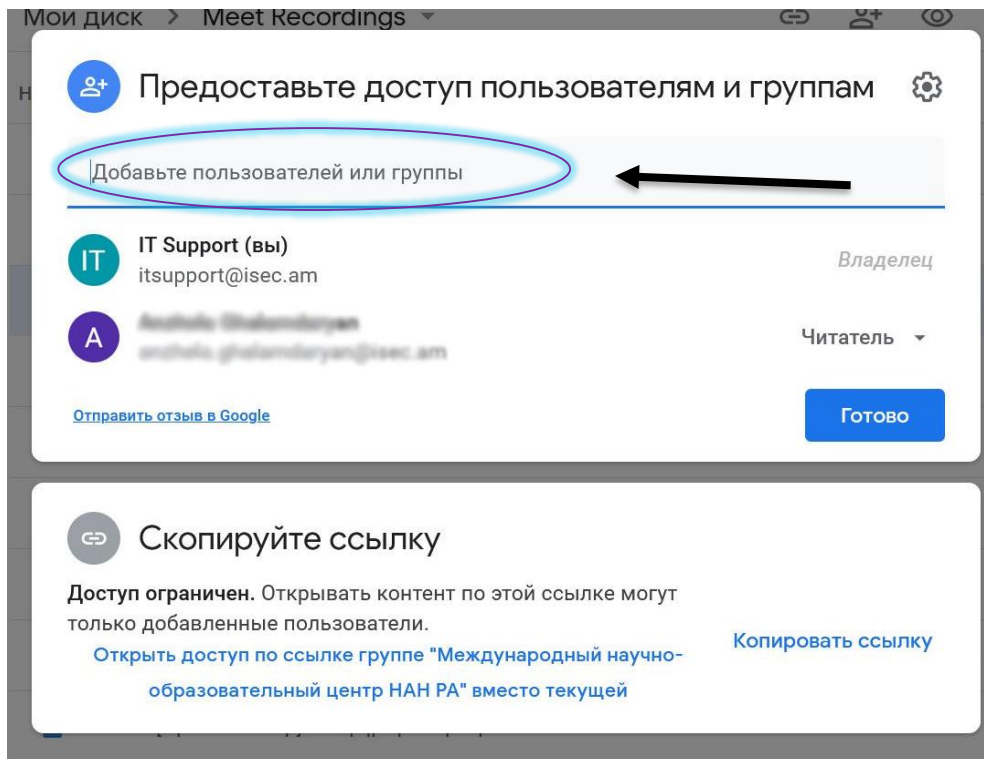 Мой диск > Meet Recordings
Предоставьте доступ пользователям и группам
Добавьте пользователей или группы
IT
IT Support (вы)
itsupport@isec.am
Владелец
A
Читатель
Отправить отзыв в Google
Готово
Скопируйте ссылку
Доступ ограничен. Открывать контент по этой ссылке могут
только добавленные пользователи.
Копировать ссылку
Открыть доступ по ссылке группе "Международный научно-
образовательный центр НАН РА" вместо текущей